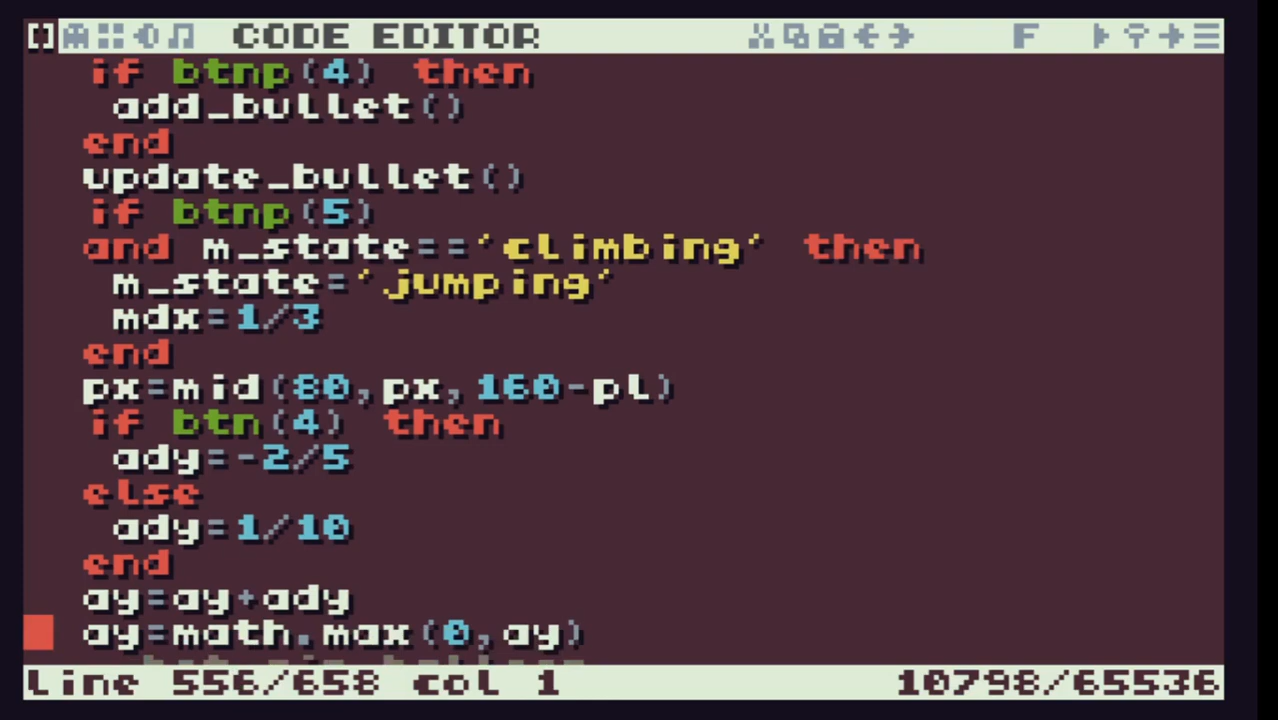 CODE EDITOR F
if btnp(4) then
add_bullet()
end
update_bullet()
if btnp(5)
and m_state=='climbing' then
m_state='jumping'
mdx=1/3
end
px=mid(80,px,160-pl)
if btn(4) then
ady=-2/5
else
ady=1/10
end
ay=ay+ady
ay=math.max(0,ay)
line 556/658 col 1 10798/65536